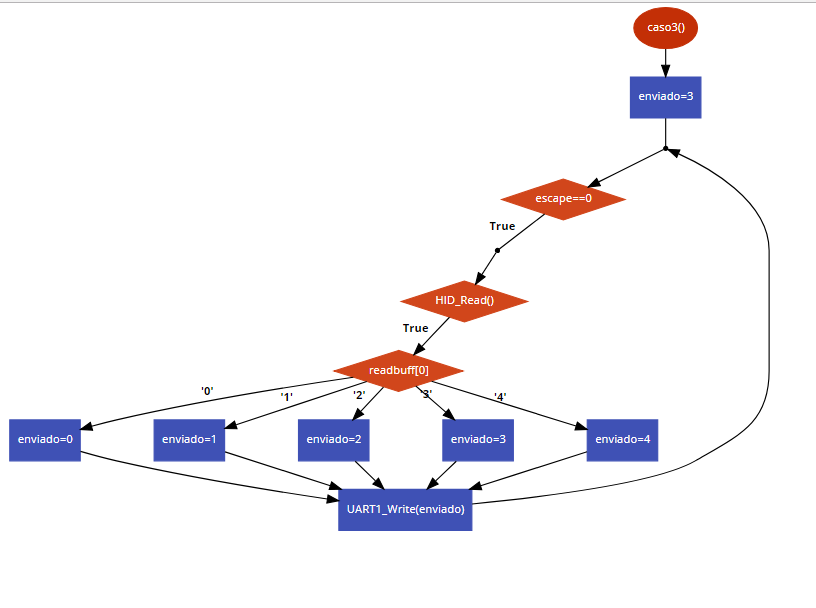 caso3()
enviado=3
escape==0
True
HID_Read()
True
readbuff[0]
'0'
'1'
'2'
'3'
'4'
enviado=0
enviado=1
enviado=2
enviado=3
enviado=4
UART1_Write(enviado)